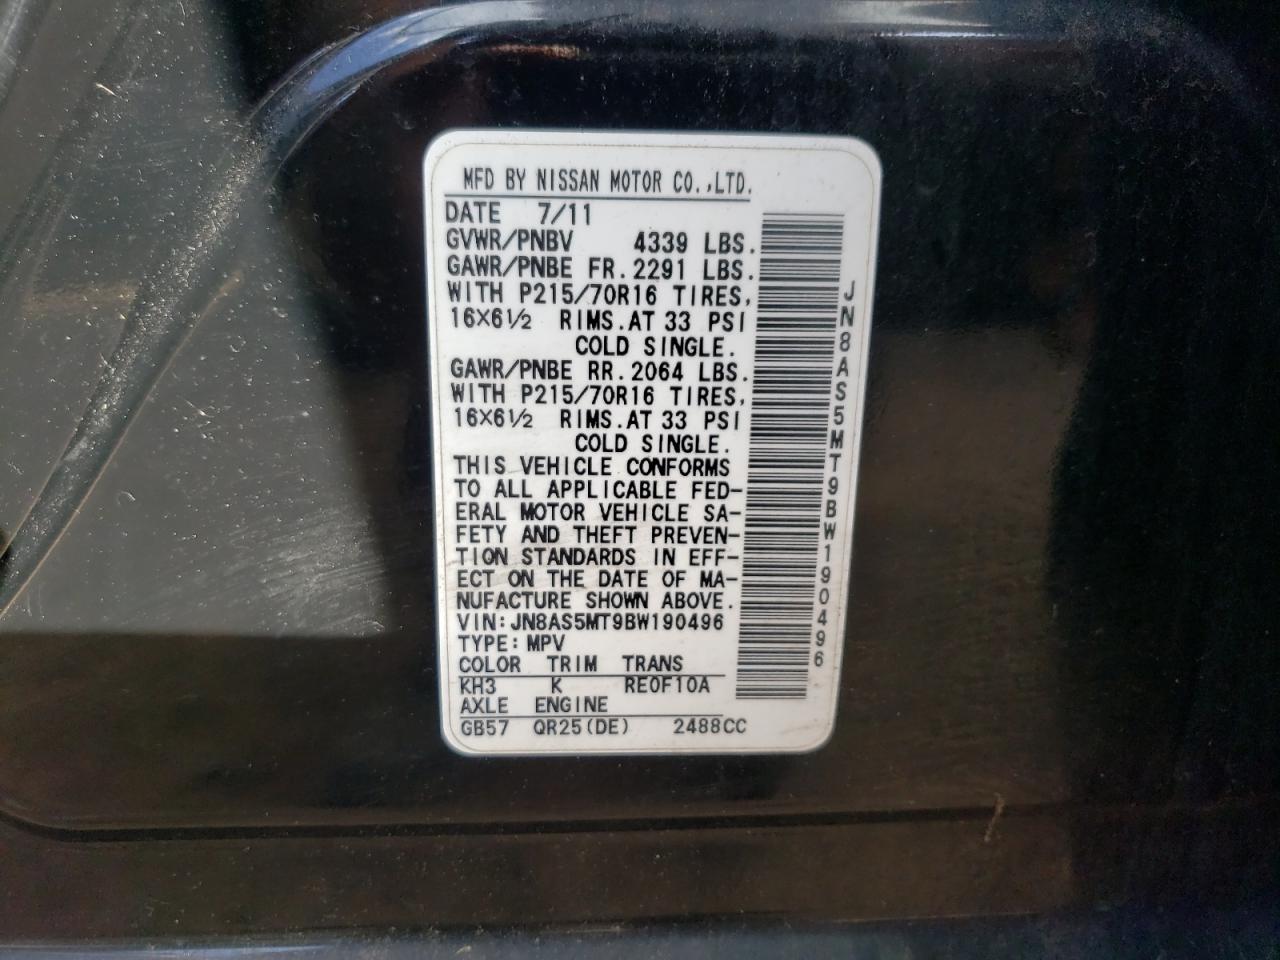 MFD BY NISSAN MOTOR CO.,LTD.
DATE 7/11
GVWR/PNBV 4339 LBS.
GAWR/PNBE FR.2291 LBS.
WITH P215/70R16 TIRES,
16X6½ RIMS.AT 33 PSI
COLD SINGLE.
GAWR/PNBE RR.2064 LBS.
WITH P215/70R16 TIRES,
16X6½ RIMS.AT 33 PSI
COLD SINGLE.
THIS VEHICLE CONFORMS
TO ALL APPLICABLE FED-
ERAL MOTOR VEHICLE SA-
FETY AND THEFT PREVEN-
TION STANDARDS IN EFF-
ECT ON THE DATE OF MA-
NUFACTURE SHOWN ABOVE.
VIN:JN8AS5MT9BW190496
TYPE:MPV
COLOR TRIM TRANS
KH3 K RE0F10A
AXLE ENGINE
GB57 QR25(DE) 2488CC
JN8AS5MT9BW190496